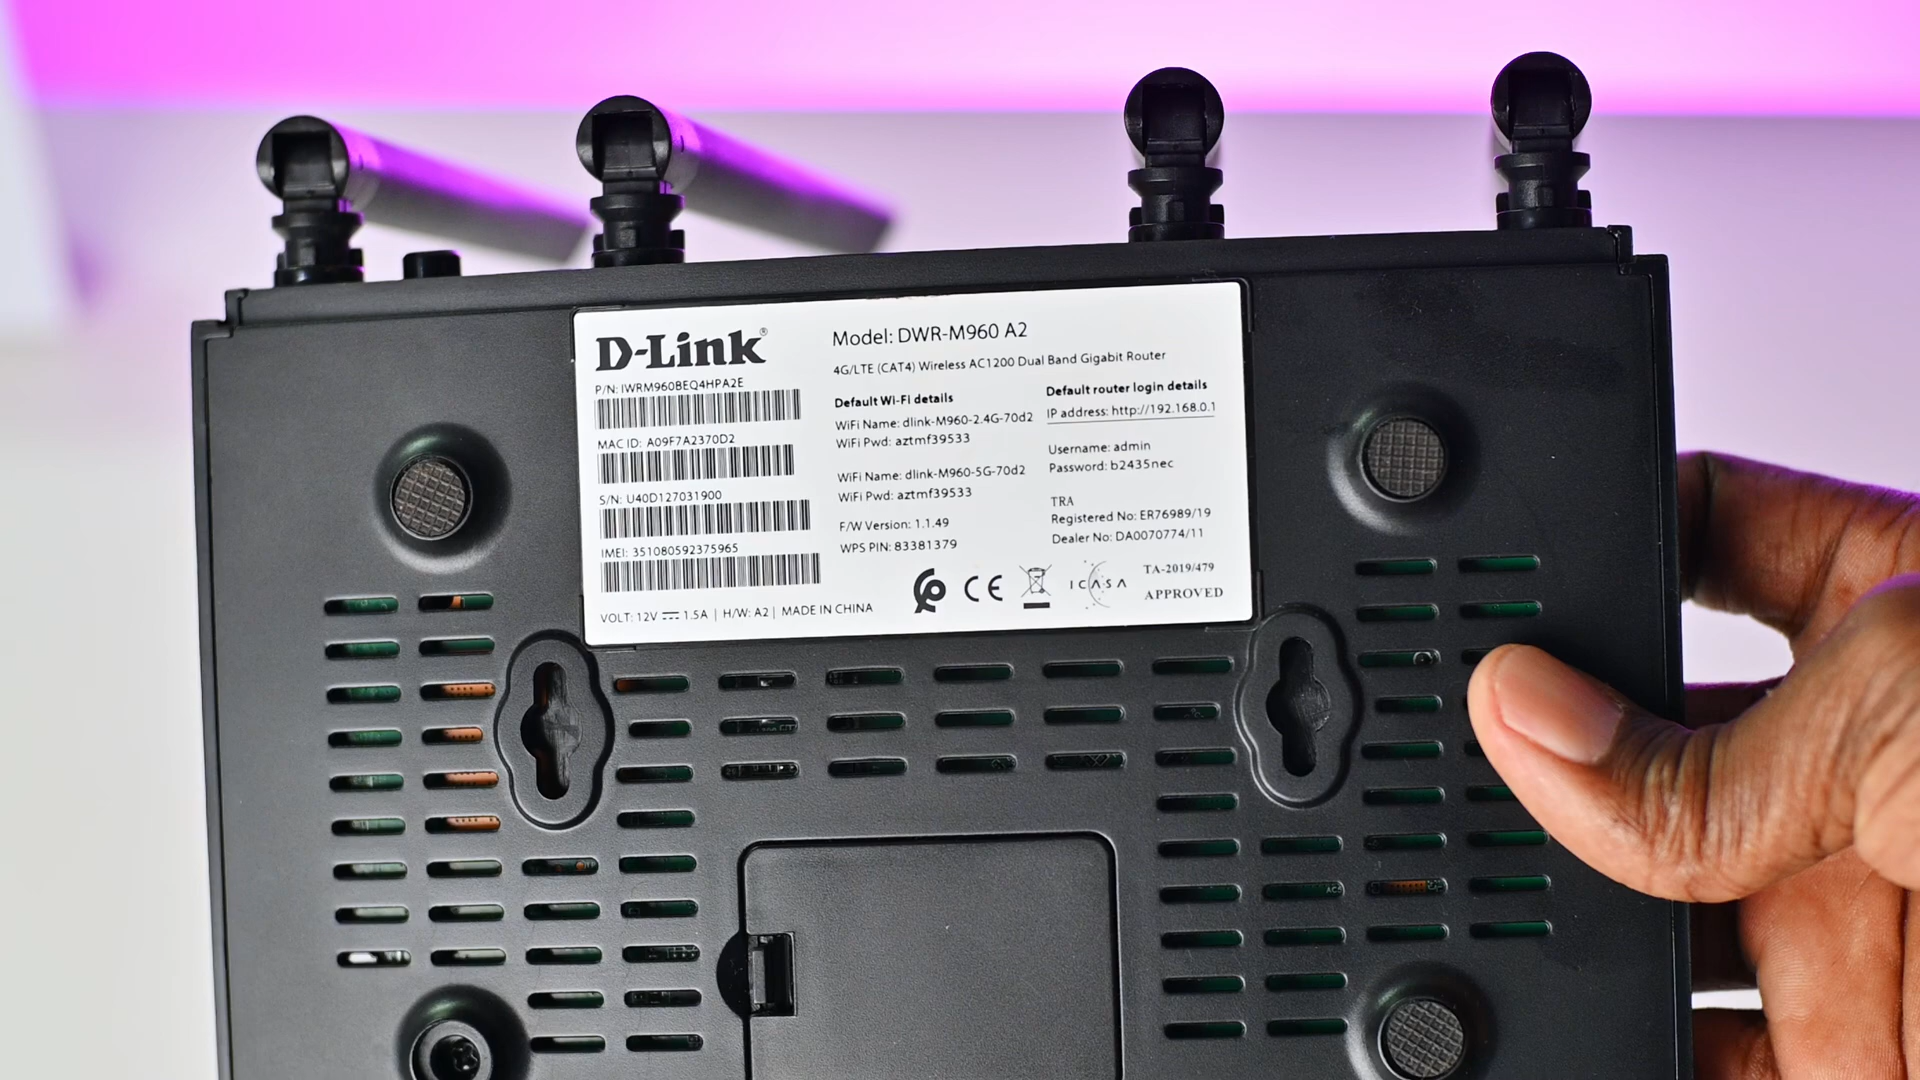 D-Link®
P/N: IWRM960BEQ4HPA2E
MAC ID: A09F7A2370D2
S/N: U40D127031900
IMEI: 351080592375965
VOLT: 12V ⎓ 1.5A | H/W: A2 | MADE IN CHINA
Model: DWR-M960 A2
4G/LTE (CAT4) Wireless AC1200 Dual Band Gigabit Router
Default Wi-Fi details
WiFi Name: dlink-M960-2.4G-70d2
WiFi Pwd: aztmf39533
WiFi Name: dlink-M960-5G-70d2
WiFi Pwd: aztmf39533
F/W Version: 1.1.49
WPS PIN: 83381379
Default router login details
IP address: http://192.168.0.1
Username: admin
Password: b2435nec
TRA
Registered No: ER76989/19
Dealer No: DA0070774/11
CE
ICASA
TA-2019/479
APPROVED